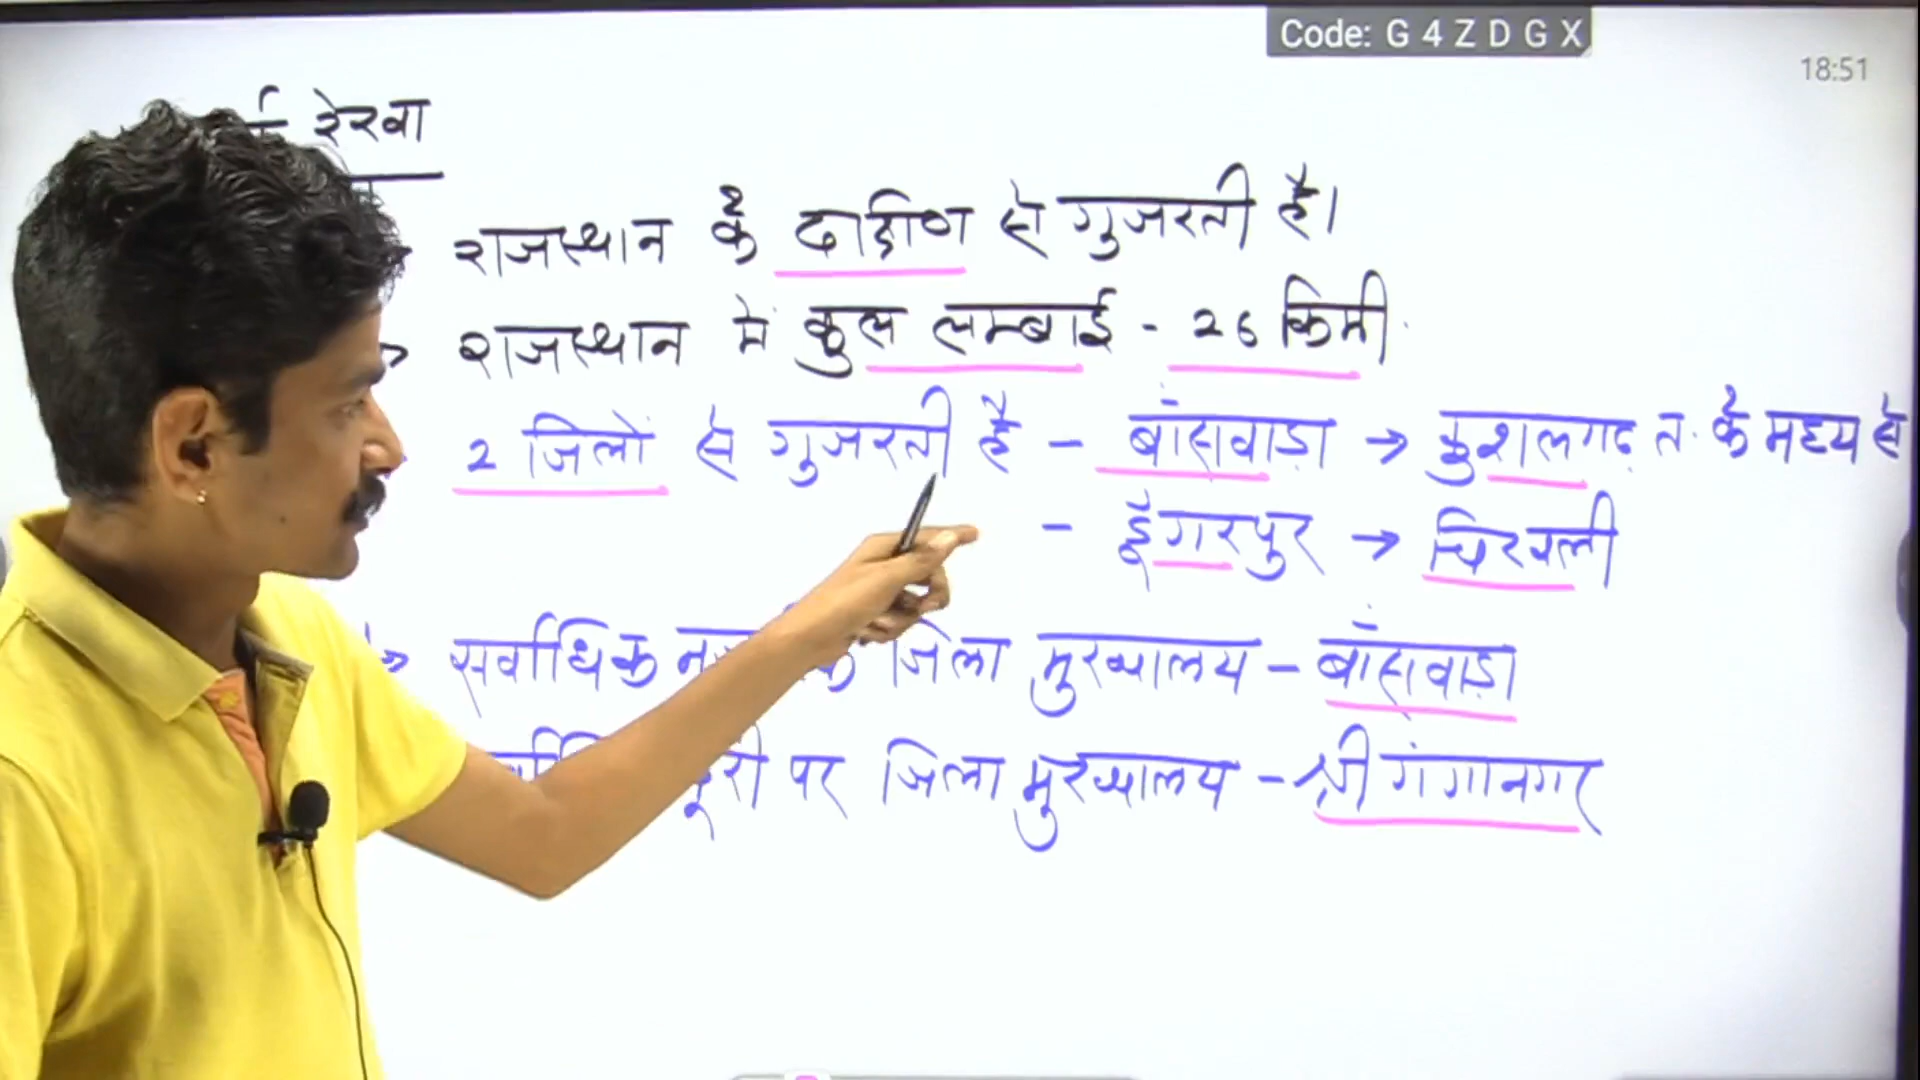 Code: G 4 Z D G X
18:51
रेखा
राजस्थान के दक्षिण से गुजरती है।
राजस्थान में कुल लम्बाई - 26 किमी.
2 जिलों से गुजरती है - बांसवाड़ा → कुशलगढ़ त. के मध्य से
- डूंगरपुर → चिखली
सर्वाधिक जिला मुख्यालय - बांसवाड़ा
पर जिला मुख्यालय - श्री गंगानगर